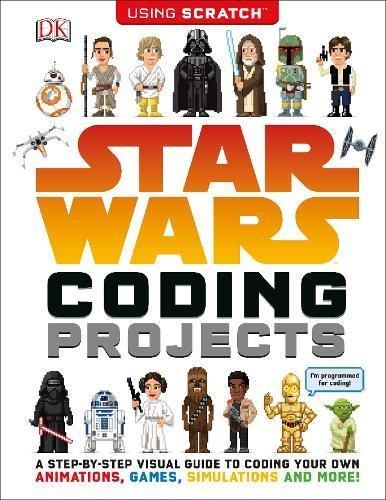 USING SCRATCH™
DK
STAR
WARS
CODING
PROJECTS
I'm programmed
for coding!
A STEP-BY-STEP VISUAL GUIDE TO CODING YOUR OWN
ANIMATIONS, GAMES, SIMULATIONS AND MORE!